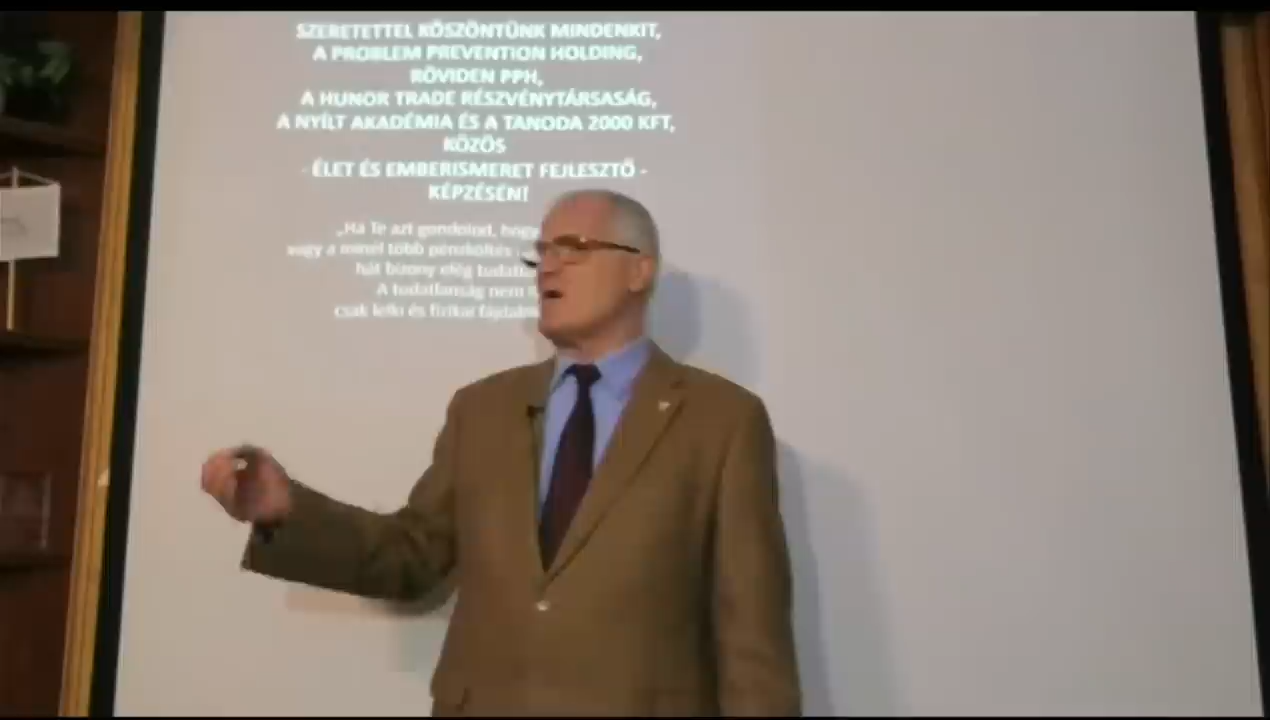 SZERETETTEL KÖSZÖNTÜNK MINDENKIT,
A PROBLEM PREVENTION HOLDING,
RÖVIDEN PPH,
A HUNOR TRADE RÉSZVÉNYTÁRSASÁG,
A NYÍLT AKADÉMIA ÉS A TANODA 2000 KFT,
KÖZÖS
- ÉLET ÉS EMBERISMERET FEJLESZTŐ -
KÉPZÉSÉN!
„Ha Te azt gondolod, hogy
vagy a minél több pénzköltés
hát bizony elég
A tudatlanság nem
csak lelki és fizikai